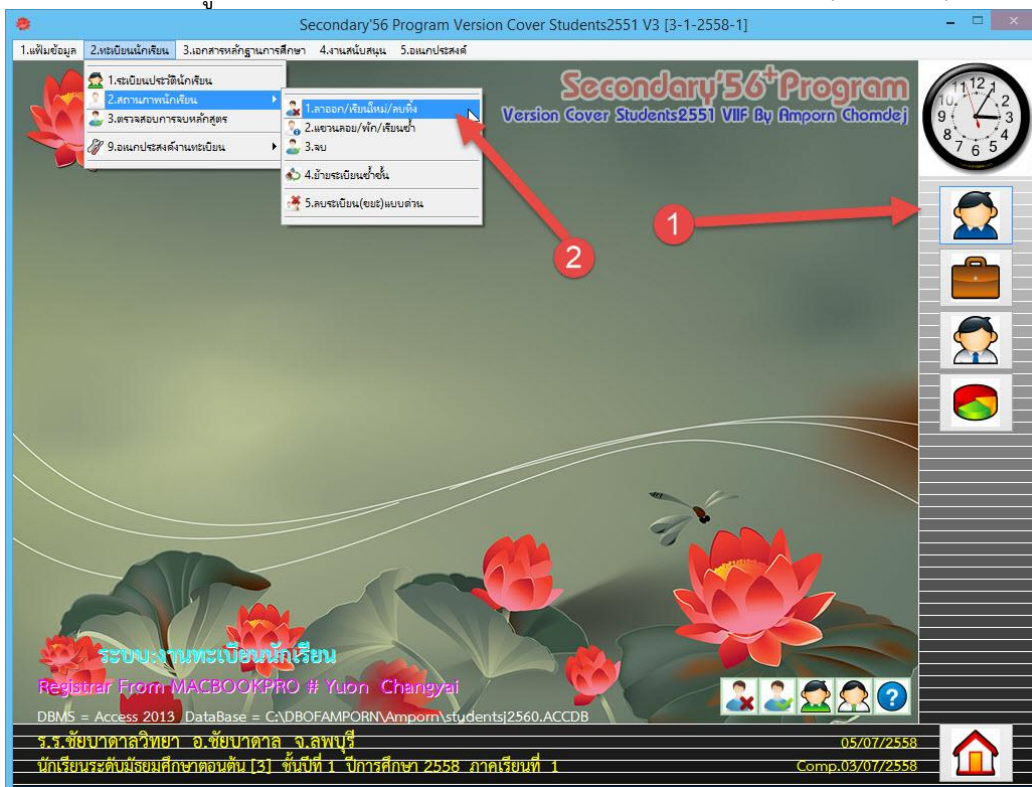 Secondary'56 Program Version Cover Students2551 V3 [3-1-2558-1]
1.แฟ้มข้อมูล 2.ทะเบียนนักเรียน 3.เอกสารหลักฐานการศึกษา 4.งานสนับสนุน 5.อเนกประสงค์
1.ระเบียนประวัตินักเรียน
2.สถานภาพนักเรียน
3.ตรวจสอบการจบหลักสูตร
9.อเนกประสงค์งานทะเบียน
1.ลาออก/เรียนใหม่/ลบทิ้ง
2.แขวนลอย/พัก/เรียนซ้ำ
3.จบ
4.ย้ายระเบียนซ้ำชั้น
5.ลบระเบียน(ขยะ)แบบด่วน
Secondary'56+Program
Version Cover Students2551 VIIF By Amporn Chomdej
11 12 1
10 2
9 3
8 4
7 6 5
1
2
ระบบ:งานทะเบียนนักเรียน
Registrar From MACBOOKPRO # Yuon Changyai
DBMS = Access 2013 DataBase = C:\DBOFAMPORN\Amporn\studentsj2560.ACCDB
?
ร.ร.ชัยบาดาลวิทยา อ.ชัยบาดาล จ.ลพบุรี 05/07/2558
นักเรียนระดับมัธยมศึกษาตอนต้น [3] ชั้นปีที่ 1 ปีการศึกษา 2558 ภาคเรียนที่ 1 Comp.03/07/2558